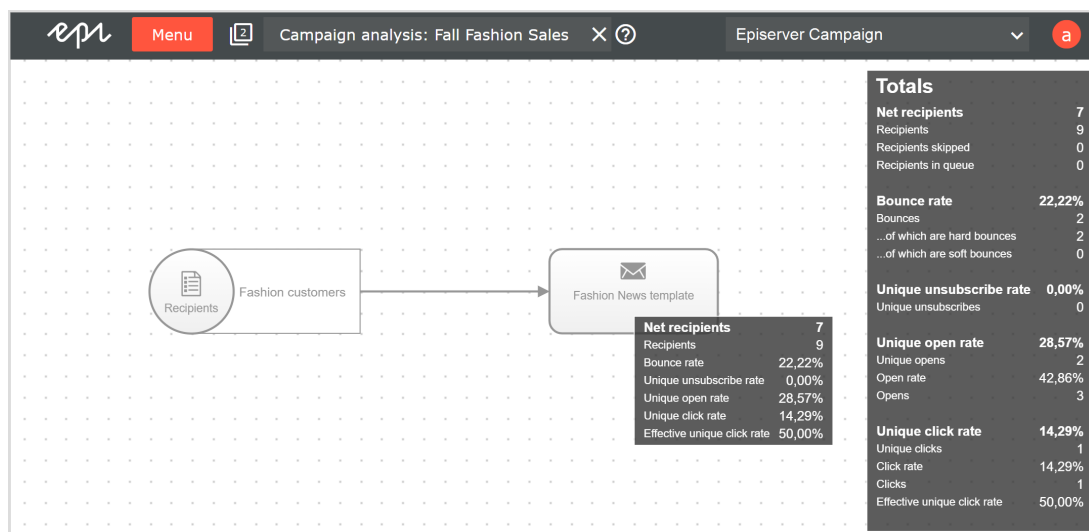 epi Menu 2 Campaign analysis: Fall Fashion Sales Episerver Campaign a
Recipients
Fashion customers
Fashion News template
Net recipients 7
Recipients 9
Bounce rate 22,22%
Unique unsubscribe rate 0,00%
Unique open rate 28,57%
Unique click rate 14,29%
Effective unique click rate 50,00%
Totals
Net recipients 7
Recipients 9
Recipients skipped 0
Recipients in queue 0
Bounce rate 22,22%
Bounces 2
...of which are hard bounces 2
...of which are soft bounces 0
Unique unsubscribe rate 0,00%
Unique unsubscribes 0
Unique open rate 28,57%
Unique opens 2
Open rate 42,86%
Opens 3
Unique click rate 14,29%
Unique clicks 1
Click rate 14,29%
Clicks 1
Effective unique click rate 50,00%